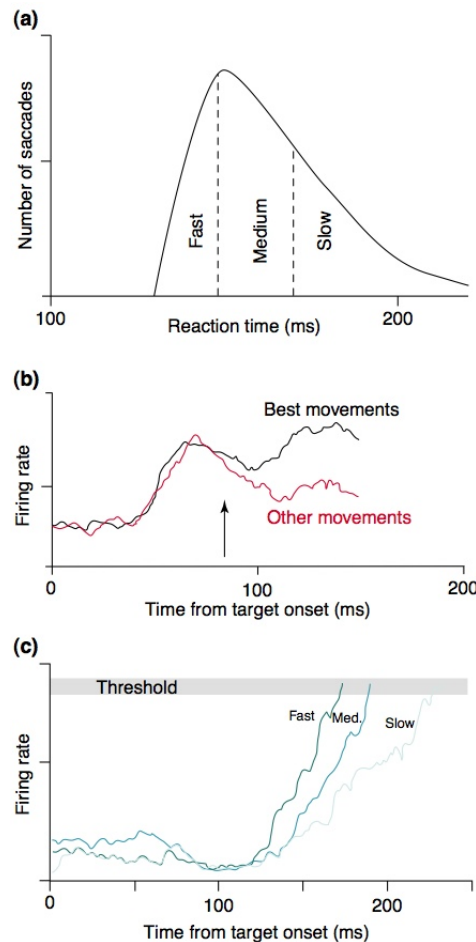 (a)
Number of saccades
Fast
Medium
Slow
100
200
Reaction time (ms)
(b)
Firing rate
Best movements
Other movements
0
100
200
Time from target onset (ms)
(c)
Threshold
Firing rate
Fast
Med.
Slow
0
100
200
Time from target onset (ms)